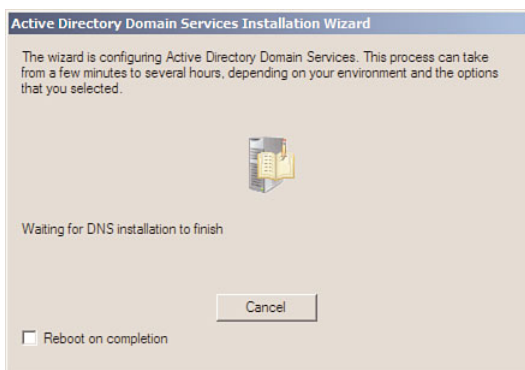 Active Directory Domain Services Installation Wizard
The wizard is configuring Active Directory Domain Services. This process can take
from a few minutes to several hours, depending on your environment and the options
that you selected.
Waiting for DNS installation to finish
Cancel
Reboot on completion